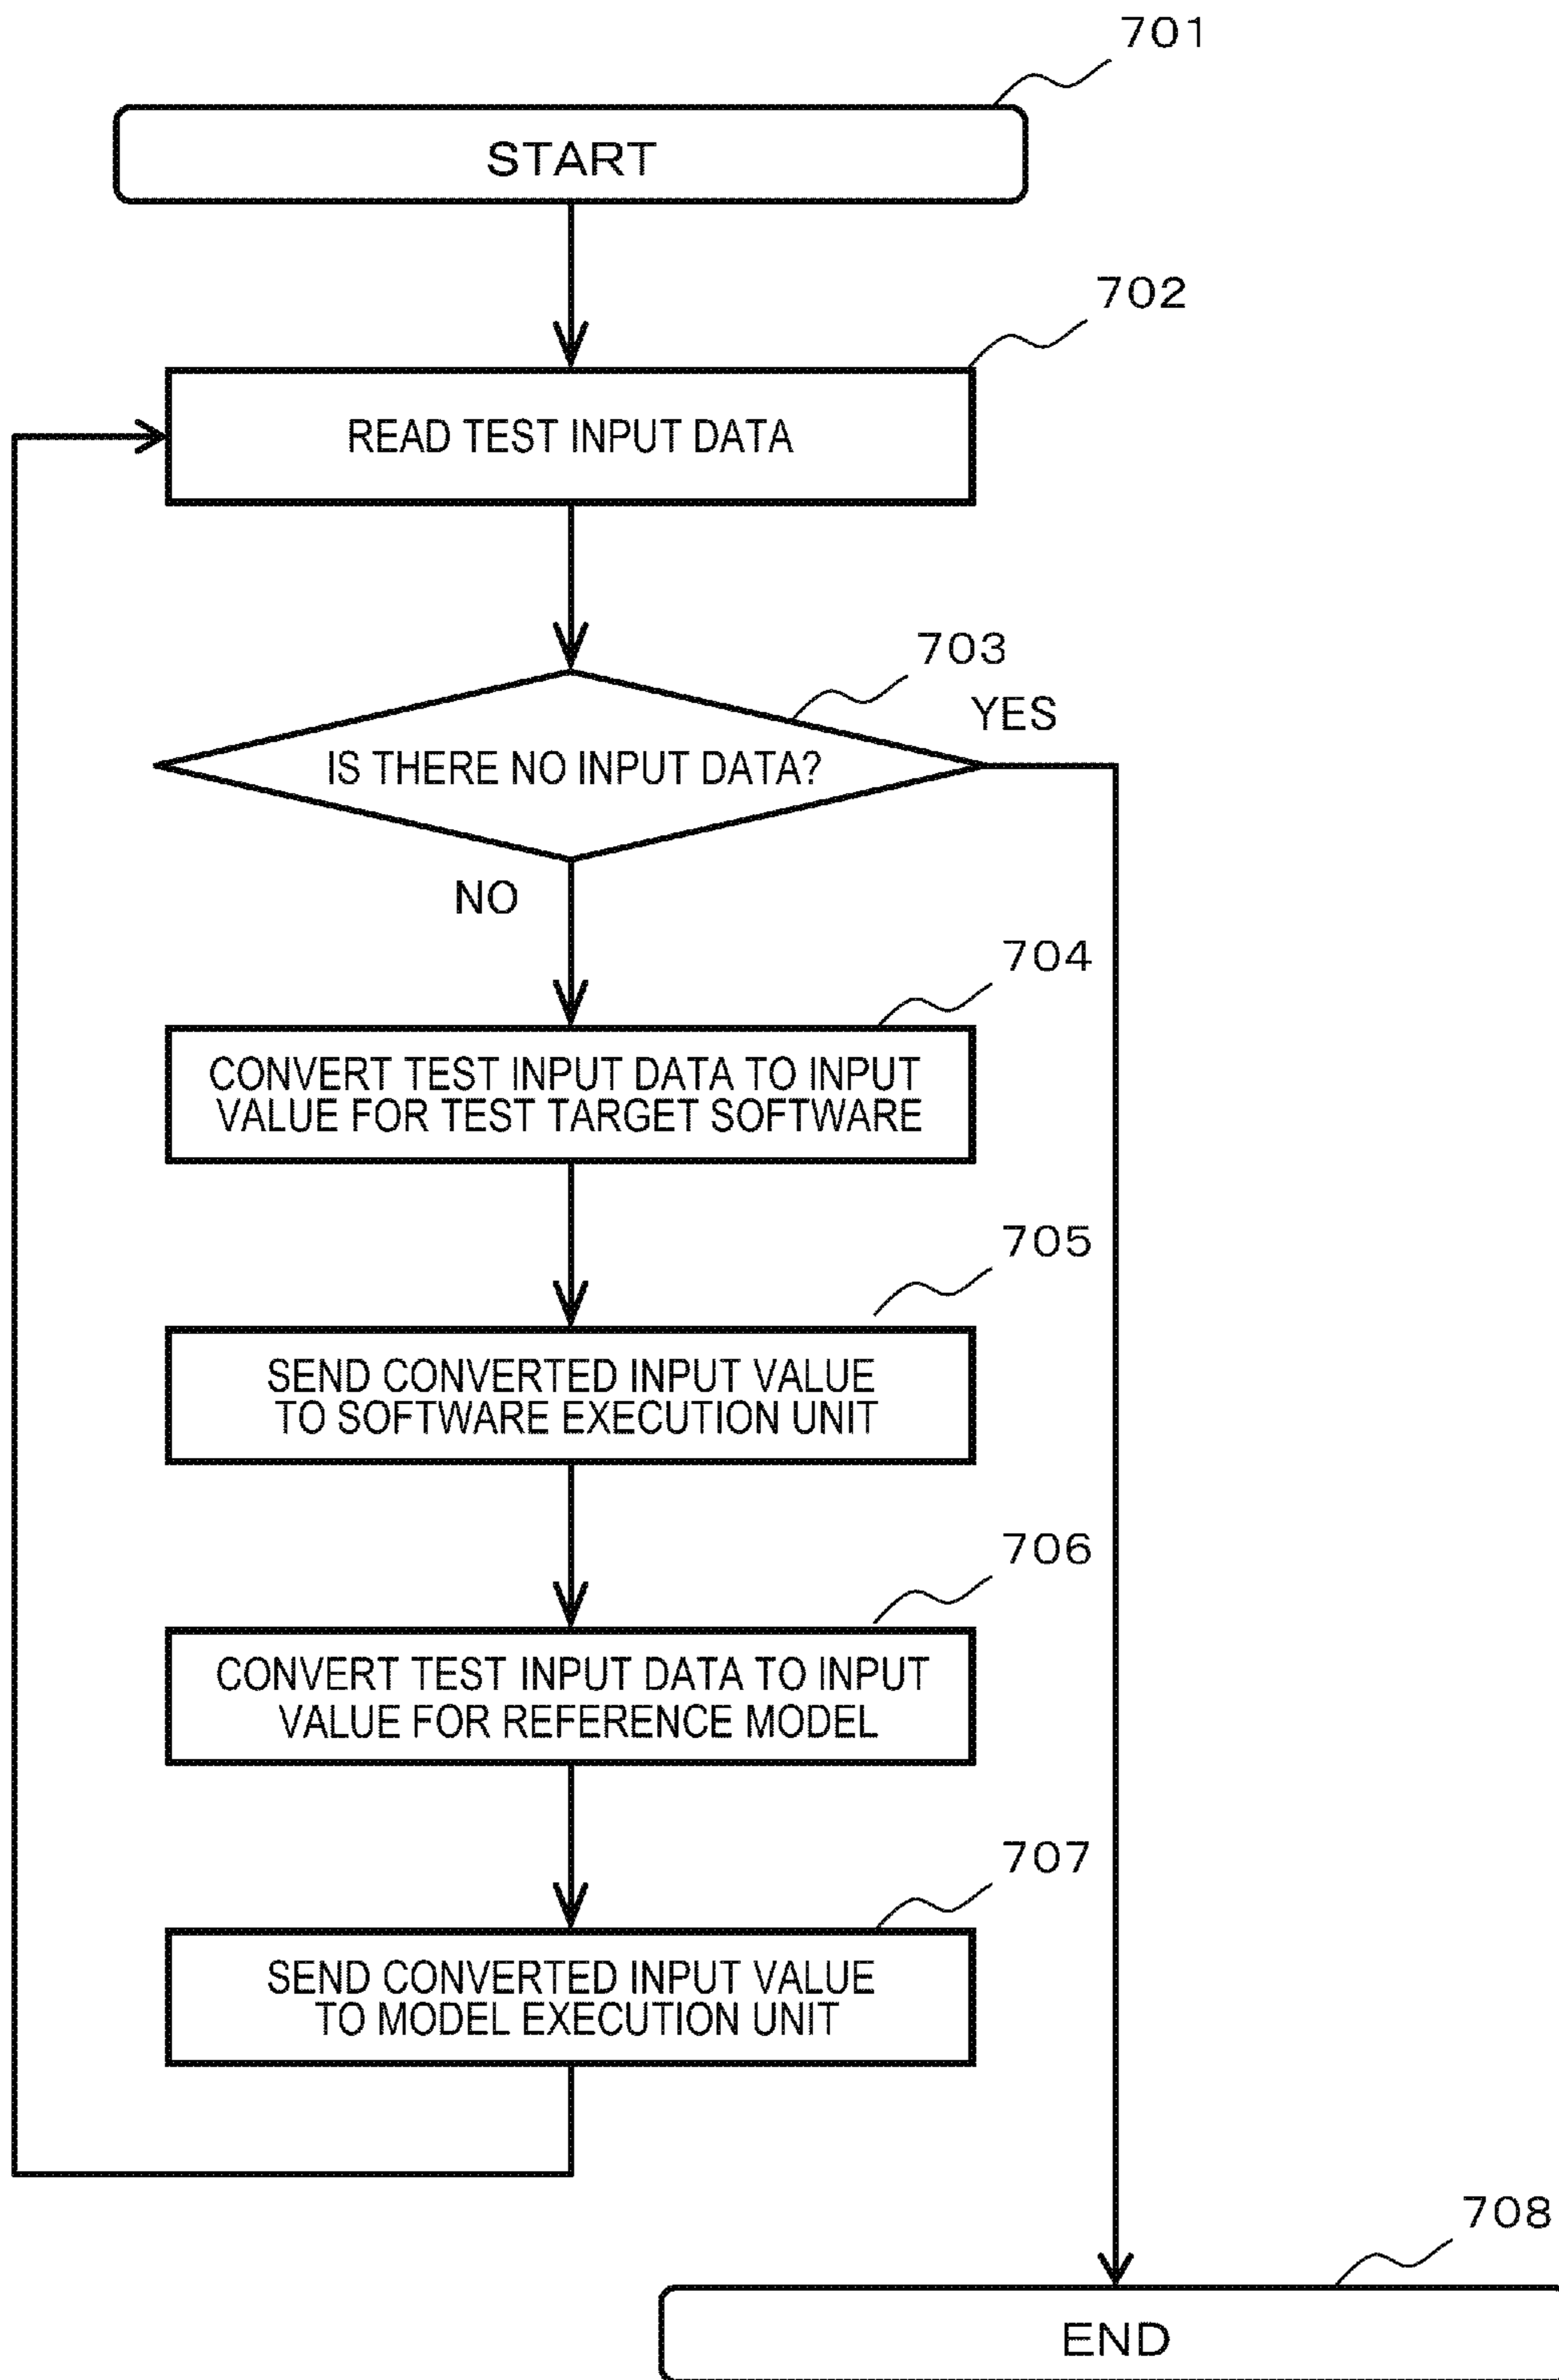 701
START
702
READ TEST INPUT DATA
703
YES
IS THERE NO INPUT DATA?
NO
704
CONVERT TEST INPUT DATA TO INPUT
VALUE FOR TEST TARGET SOFTWARE
705
SEND CONVERTED INPUT VALUE
TO SOFTWARE EXECUTION UNIT
706
CONVERT TEST INPUT DATA TO INPUT
VALUE FOR REFERENCE MODEL
707
SEND CONVERTED INPUT VALUE
TO MODEL EXECUTION UNIT
708
END